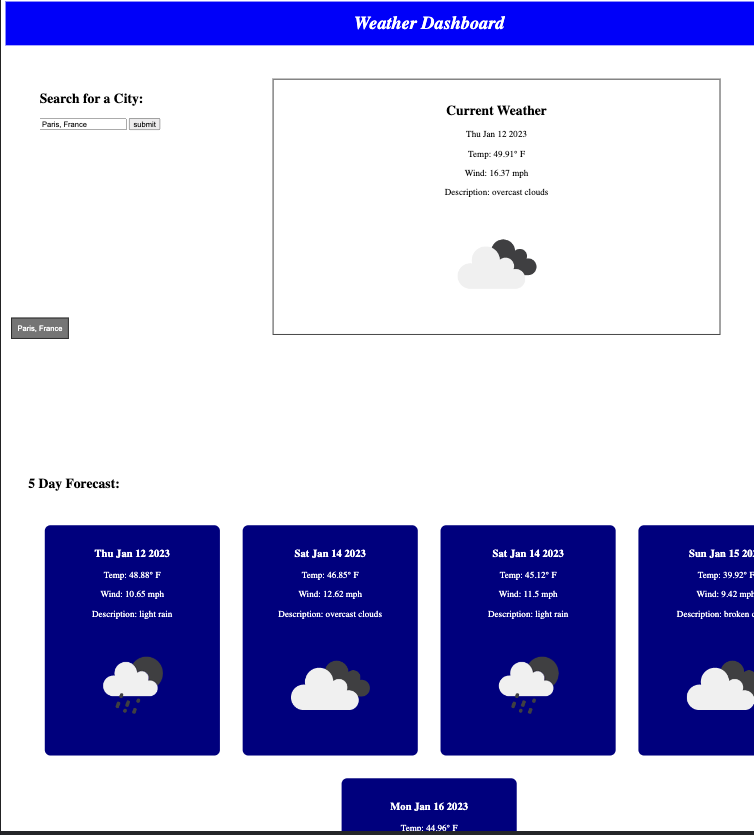 Weather Dashboard
Search for a City:
Paris, France
submit
Current Weather
Thu Jan 12 2023
Temp: 49.91° F
Wind: 16.37 mph
Description: overcast clouds
Paris, France
5 Day Forecast:
Thu Jan 12 2023
Temp: 48.88° F
Wind: 10.65 mph
Description: light rain
Sat Jan 14 2023
Temp: 46.85° F
Wind: 12.62 mph
Description: overcast clouds
Sat Jan 14 2023
Temp: 45.12° F
Wind: 11.5 mph
Description: light rain
Sun Jan 15
Temp: 39.92° F
Wind: 9.42 mph
Description: broken
Mon Jan 16 2023
Temp: 44.96° F